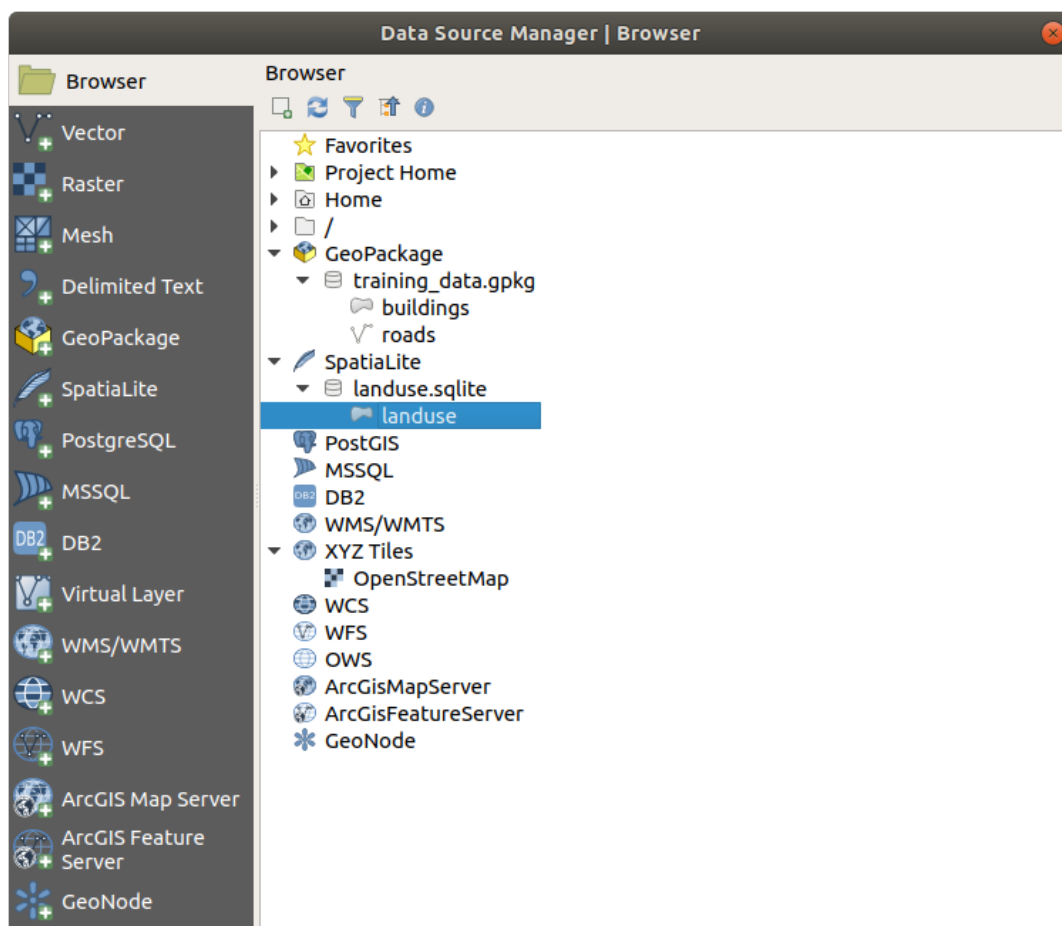 Data Source Manager | Browser
Browser
Vector
Raster
Mesh
Delimited Text
GeoPackage
SpatiaLite
PostgreSQL
MSSQL
DB2
DB2
Virtual Layer
WMS/WMTS
WCS
WFS
ArcGIS Map Server
ArcGIS Feature
Server
GeoNode
Browser
Favorites
Project Home
Home
/
GeoPackage
training_data.gpkg
buildings
roads
SpatiaLite
landuse.sqlite
landuse
PostGIS
MSSQL
DB2 DB2
WMS/WMTS
XYZ Tiles
OpenStreetMap
WCS
WFS
OWS
ArcGisMapServer
ArcGisFeatureServer
GeoNode